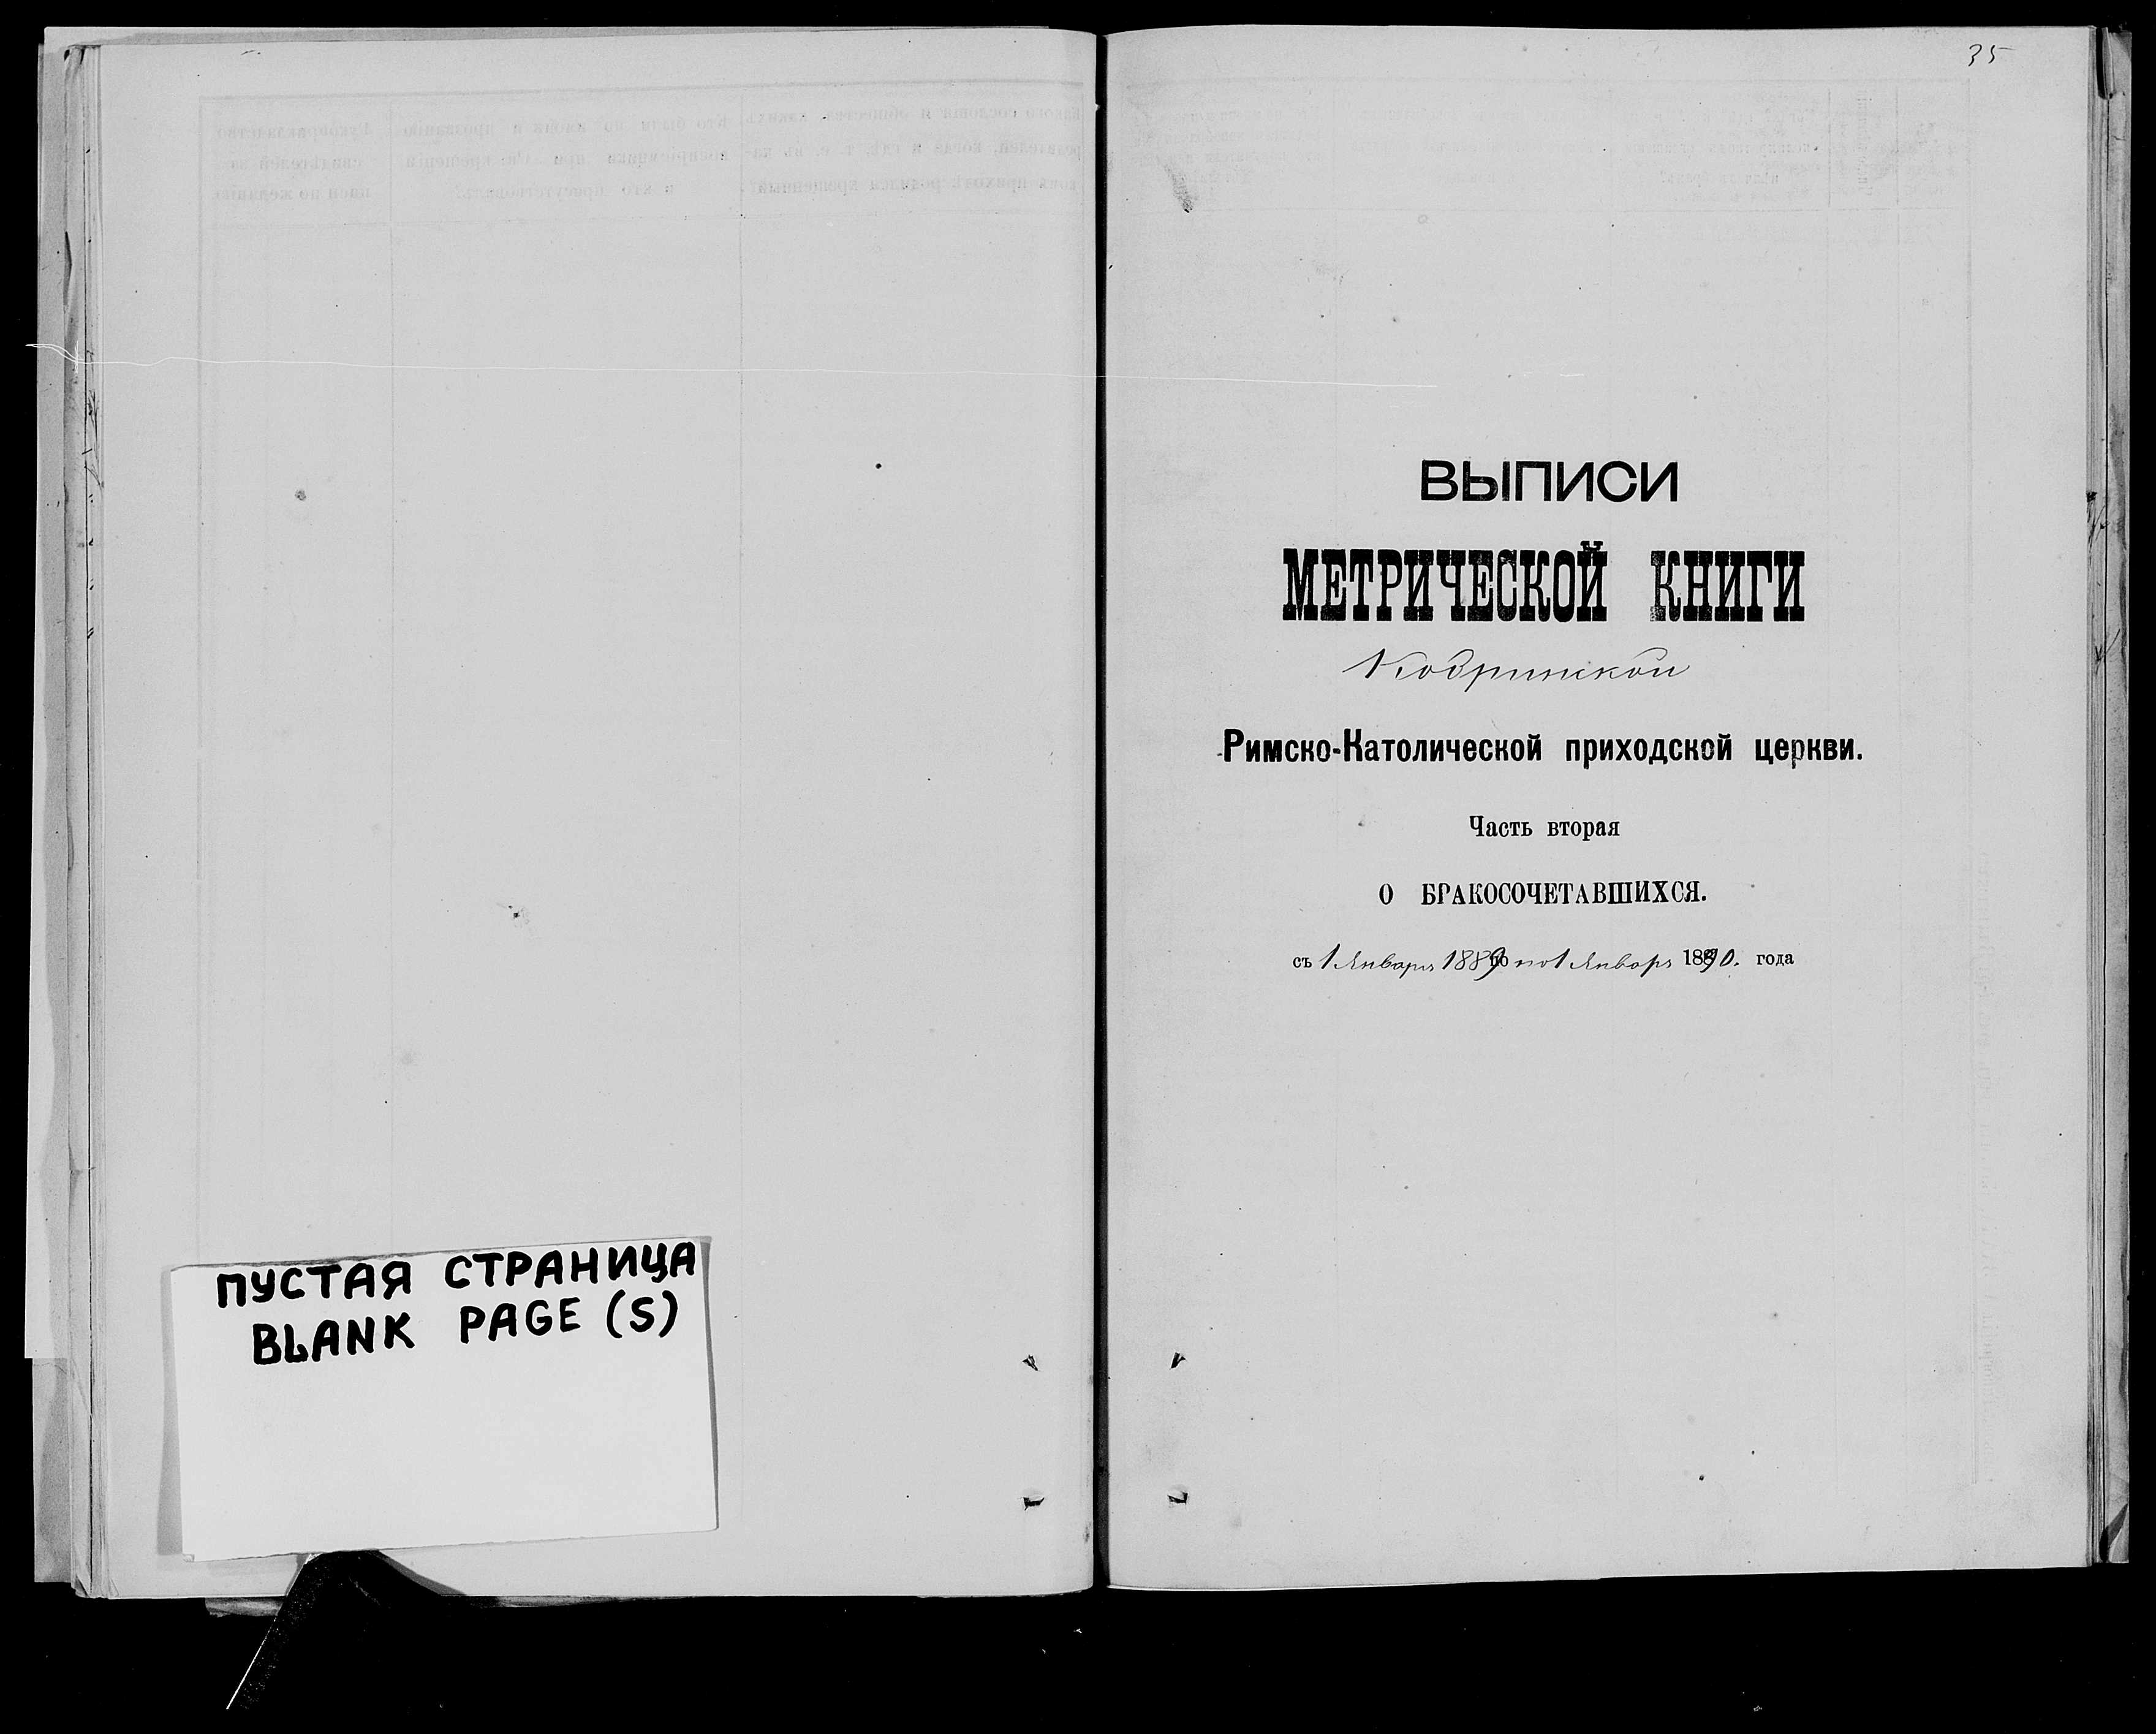 ПУСТАЯ СТРАНИЦА
BLANK PAGE (S)
35
ВЫПИСИ
МЕТРИЧЕСКОЙ КНИГИ
Кобринской
Римско-Католической приходской церкви.
Часть вторая
О БРАКОСОЧЕТАВШИХСЯ.
съ 1 Января 1889 по 1 Января 1890. года